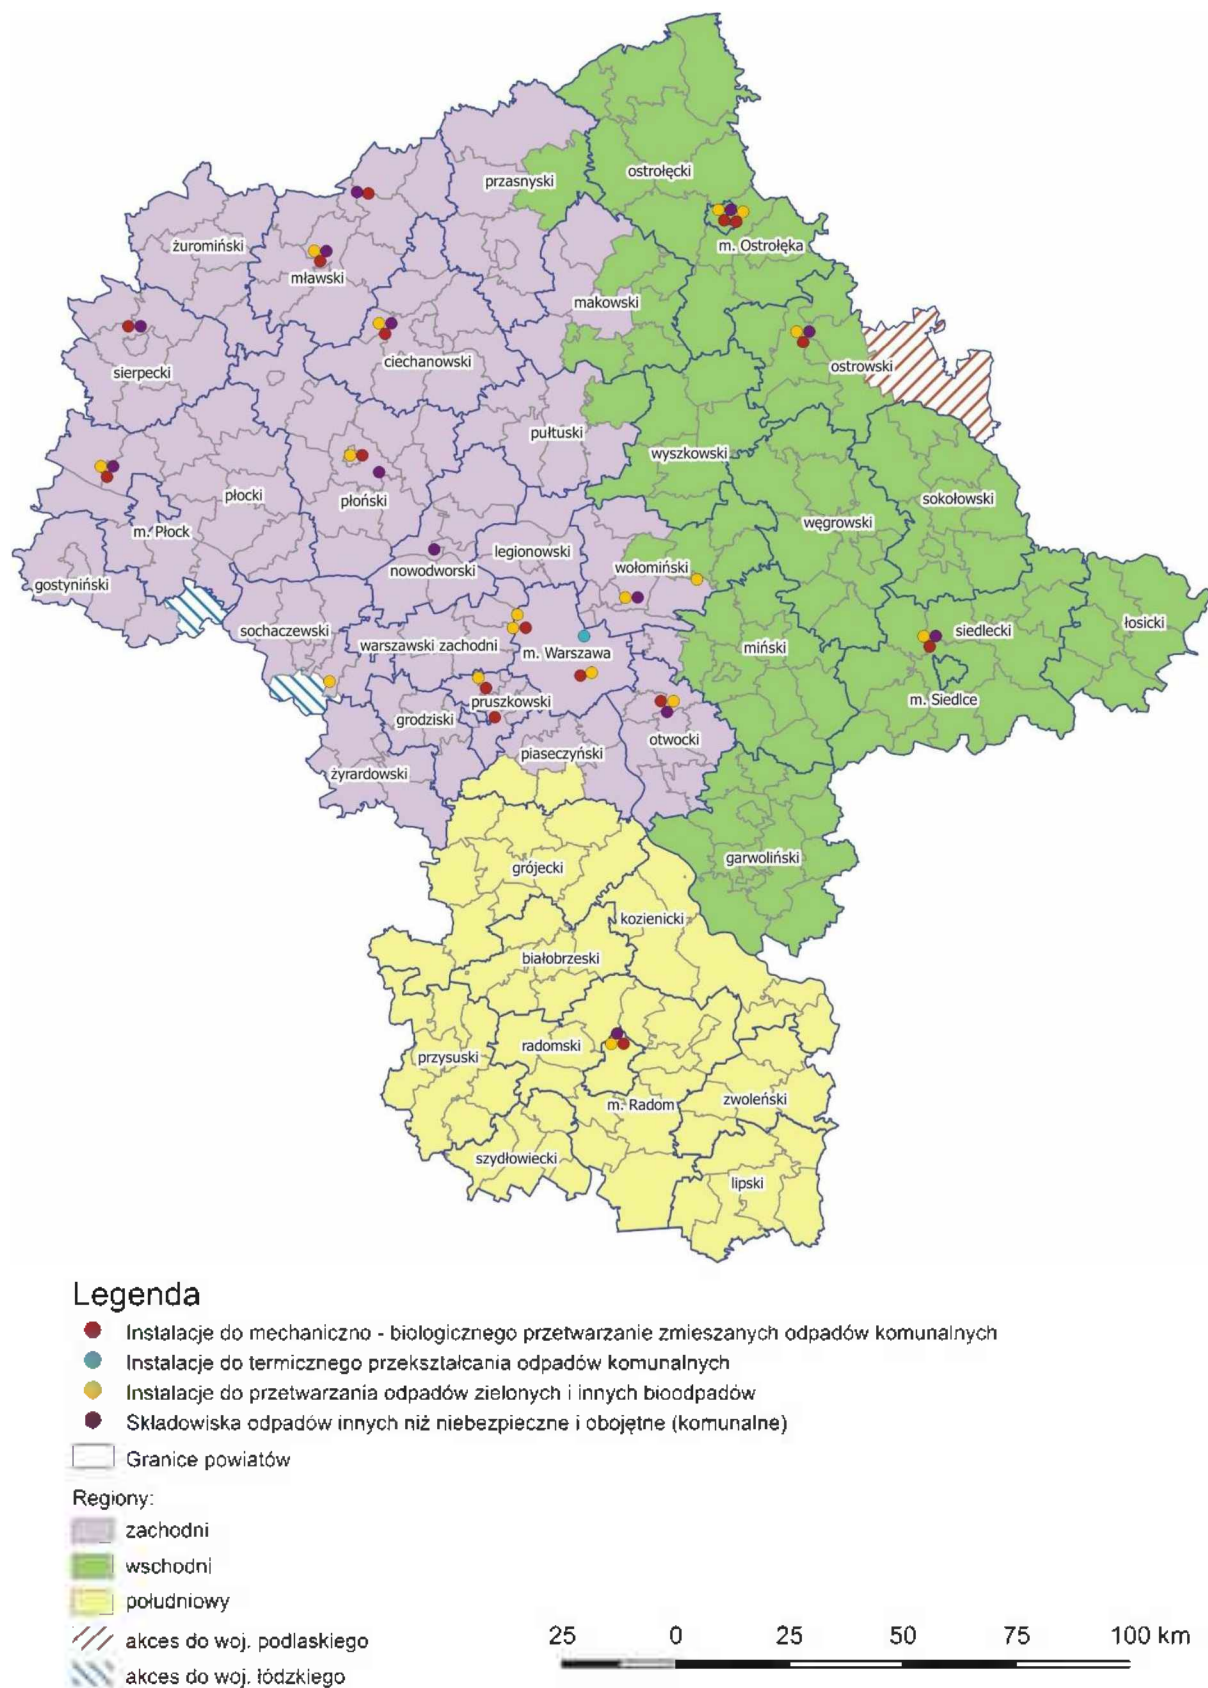 ostrołęcki
przasnyski
m. Ostrołęka
żuromiński
mławski
makowski
ciechanowski
ostrowski
sierpecki
pułtuski
wyszkowski
płocki
płoński
sokołowski
m. Płock
węgrowski
legionowski
wołomiński
nowodworski
gostyniński
sochaczewski
warszawski zachodni
m. Warszawa
miński
siedlecki
łosicki
pruszkowski
m. Siedlce
grodziski
otwocki
piaseczyński
żyrardowski
garwoliński
grójecki
kozienicki
białobrzeski
radomski
przysuski
m. Radom
zwoleński
szydłowiecki
lipski
Legenda
Instalacje do mechaniczno - biologicznego przetwarzanie zmieszanych odpadów komunalnych
Instalacje do termicznego przekształcania odpadów komunalnych
Instalacje do przetwarzania odpadów zielonych i innych bioodpadów
Składowiska odpadów innych niż niebezpieczne i obojętne (komunalne)
Granice powiatów
Regiony:
zachodni
wschodni
południowy
akces do woj. podlaskiego
akces do woj. łódzkiego
25 0 25 50 75 100 km